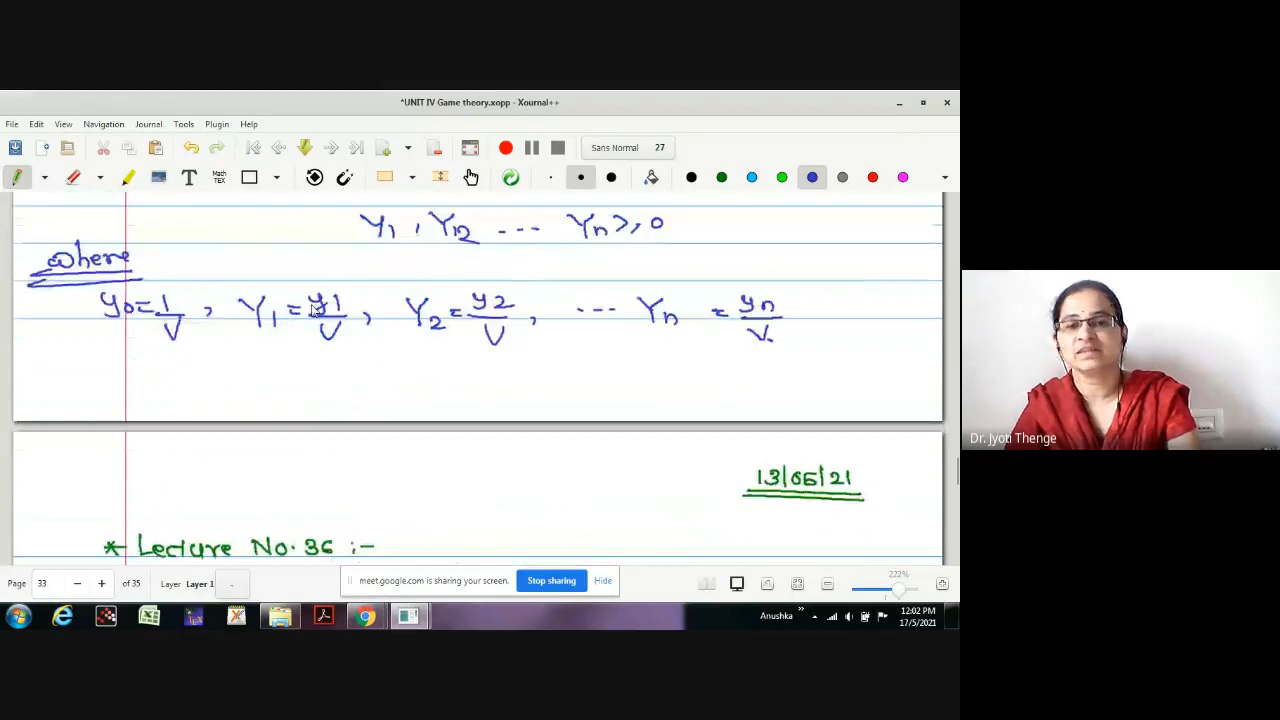 *UNIT IV Game theory.xopp - Xournal++
File Edit View Navigation Journal Tools Plugin Help
Sans Normal 27
Math TEX
Y1 , Y2 --- Yn >, 0
where
y0 = 1/V , Y1 = y1/V , Y2 = y2/V , --- Yn = yn/V.
13/05/21
* Lecture No. 36 :-
Page 33 of 35 Layer Layer 1 222%
meet.google.com is sharing your screen. Stop sharing Hide
Anushka 12:02 PM
17/5/2021
Dr. Jyoti Thenge